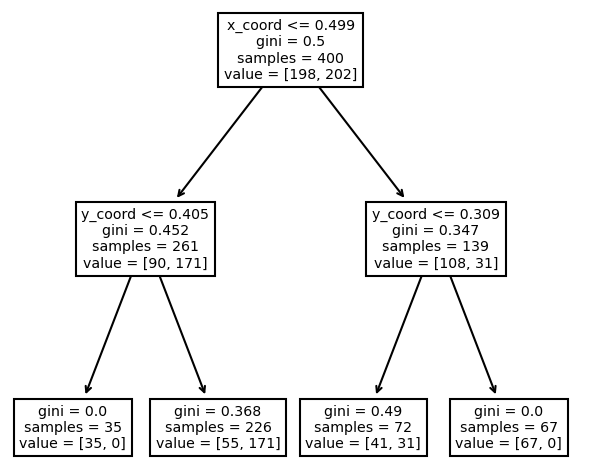 x_coord <= 0.499
gini = 0.5
samples = 400
value = [198, 202]
y_coord <= 0.405
gini = 0.452
samples = 261
value = [90, 171]
y_coord <= 0.309
gini = 0.347
samples = 139
value = [108, 31]
gini = 0.0
samples = 35
value = [35, 0]
gini = 0.368
samples = 226
value = [55, 171]
gini = 0.49
samples = 72
value = [41, 31]
gini = 0.0
samples = 67
value = [67, 0]